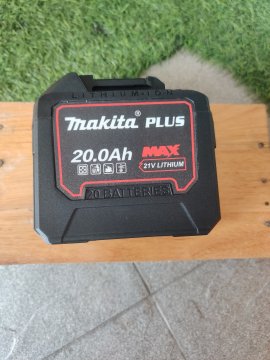 LITHIUM-ION
makita® PLUS
20.0Ah MAX
21V LITHIUM
20 BATTERIES